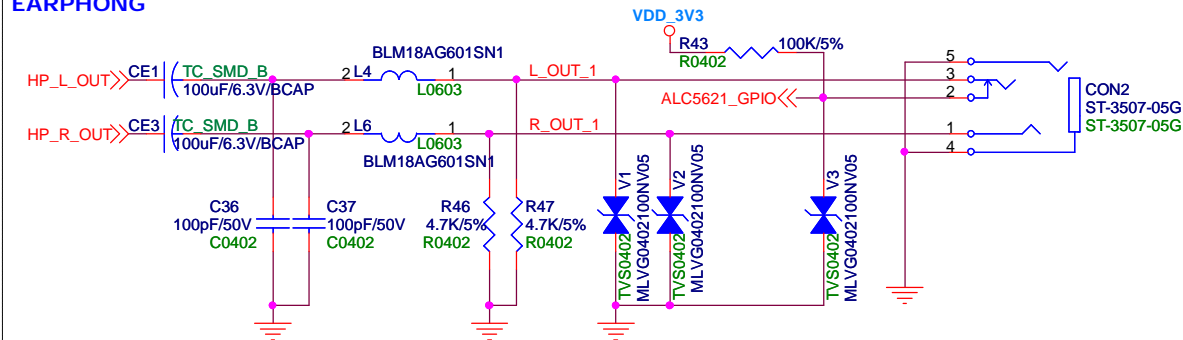 EARPHONG
VDD_3V3
R43
R0402
100K/5%
HP_L_OUT
CE1
TC_SMD_B
100uF/6.3V/BCAP
BLM18AG601SN1
2
L4
1
L0603
L_OUT_1
ALC5621_GPIO
5
3
2
CON2
ST-3507-05G
ST-3507-05G
HP_R_OUT
CE3
TC_SMD_B
100uF/6.3V/BCAP
2
L6
1
L0603
BLM18AG601SN1
R_OUT_1
1
4
C36
100pF/50V
C0402
C37
100pF/50V
C0402
R46
4.7K/5%
R0402
R47
4.7K/5%
R0402
V1
TVS0402
MLVG0402100NV05
V2
TVS0402
MLVG0402100NV05
V3
TVS0402
MLVG0402100NV05